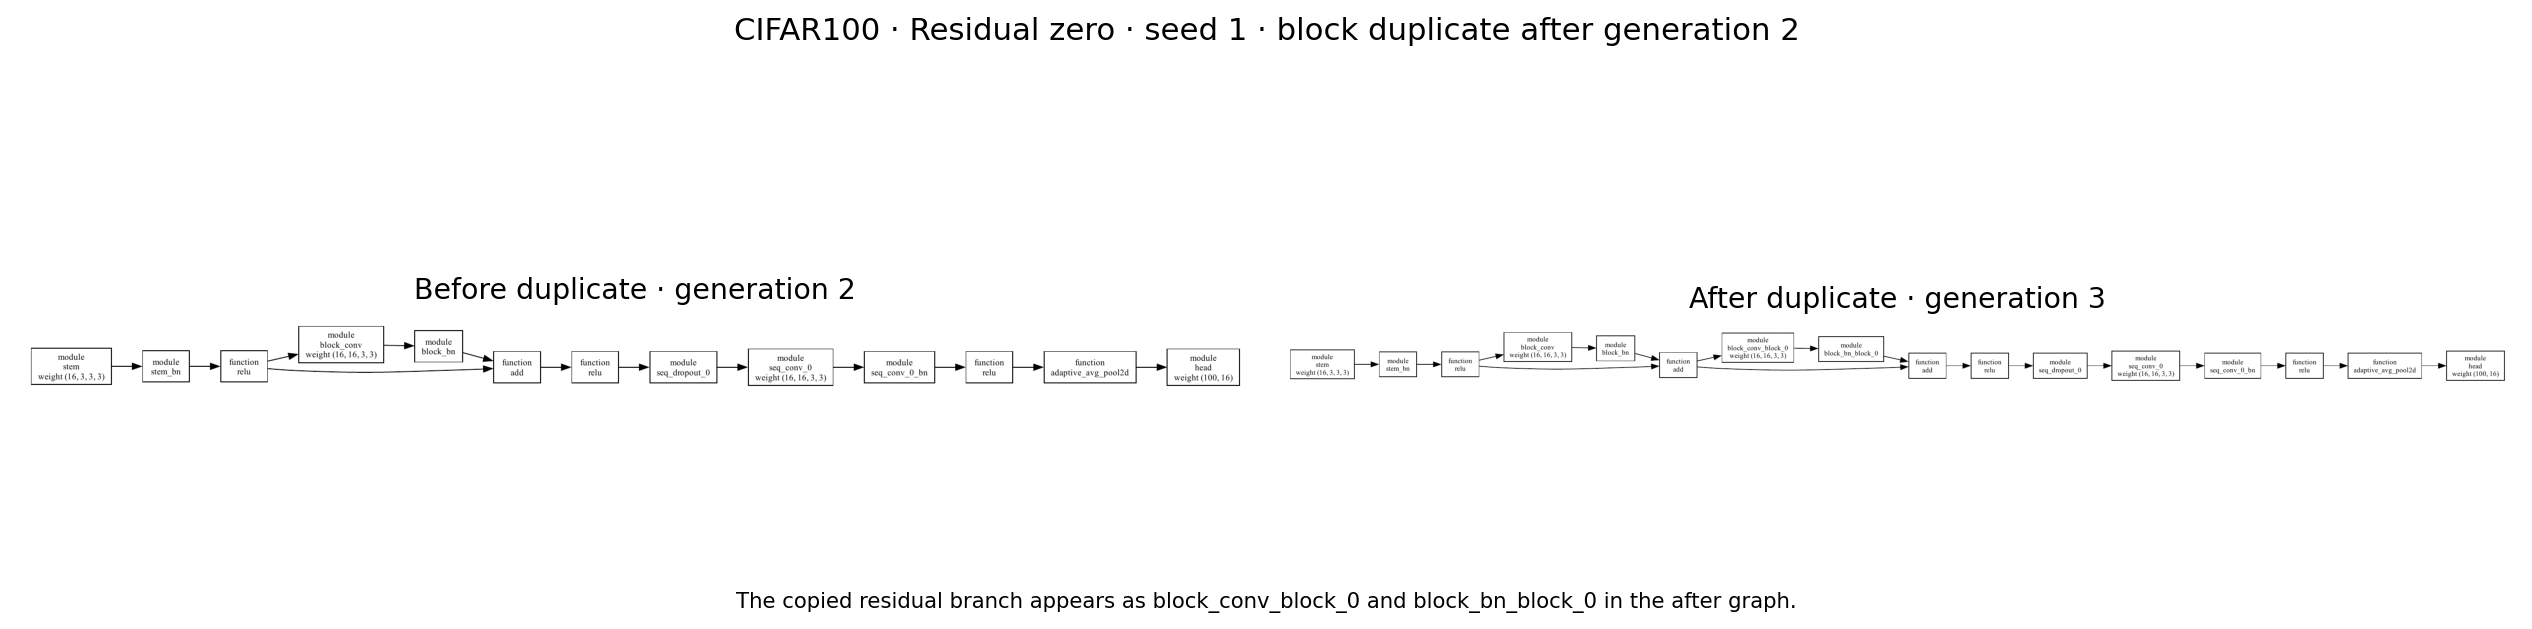 CIFAR100 · Residual zero · seed 1 · block duplicate after generation 2
Before duplicate · generation 2
module
stem
weight (16, 3, 3, 3)
module
stem_bn
function
relu
module
block_conv
weight (16, 16, 3, 3)
module
block_bn
function
add
function
relu
module
seq_dropout_0
module
seq_conv_0
weight (16, 16, 3, 3)
module
seq_conv_0_bn
function
relu
function
adaptive_avg_pool2d
module
head
weight (100, 16)
After duplicate · generation 3
module
stem
weight (16, 3, 3, 3)
module
stem_bn
function
relu
module
block_conv
weight (16, 16, 3, 3)
module
block_bn
function
add
module
block_conv_block_0
weight (16, 16, 3, 3)
module
block_bn_block_0
function
add
function
relu
module
seq_dropout_0
module
seq_conv_0
weight (16, 16, 3, 3)
module
seq_conv_0_bn
function
relu
function
adaptive_avg_pool2d
module
head
weight (100, 16)
The copied residual branch appears as block_conv_block_0 and block_bn_block_0 in the after graph.